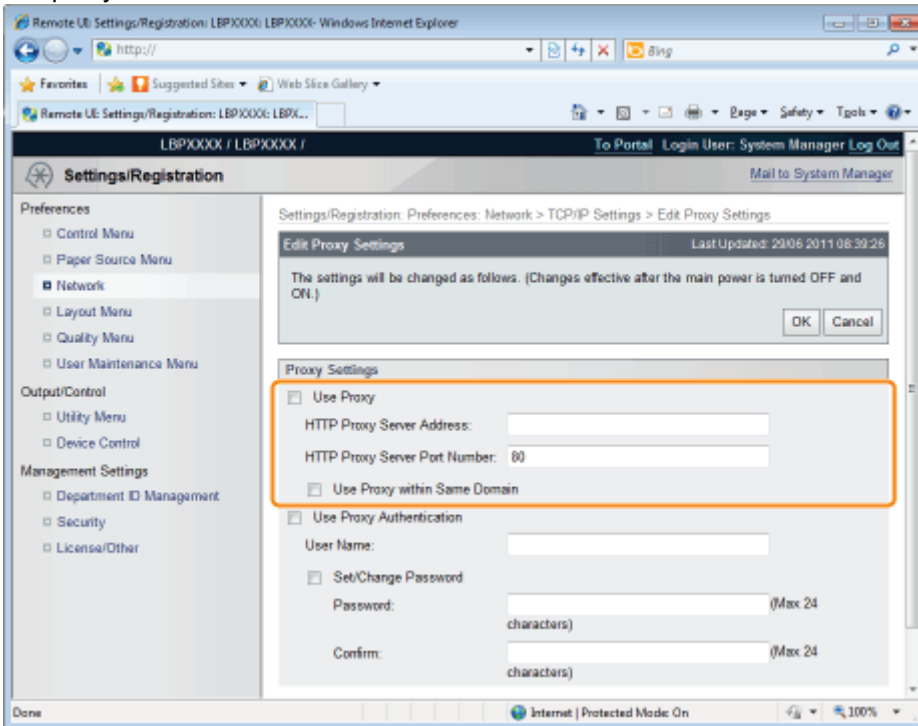 Remote UI: Settings/Registration: LBPXXXX: LBPXXXX- Windows Internet Explorer
http://
Bing
Favorites Suggested Sites Web Slice Gallery
Remote UI: Settings/Registration: LBPXXXX: LBPX...
Page Safety Tools
LBPXXXX / LBPXXXX /
To Portal Login User: System Manager Log Out
Settings/Registration
Mail to System Manager
Preferences
Control Menu
Paper Source Menu
Network
Layout Menu
Quality Menu
User Maintenance Menu
Output/Control
Utility Menu
Device Control
Management Settings
Department ID Management
Security
License/Other
Settings/Registration: Preferences: Network > TCP/IP Settings > Edit Proxy Settings
Edit Proxy Settings
Last Updated: 29/06 2011 08:39:26
The settings will be changed as follows. (Changes effective after the main power is turned OFF and
ON.)
OK Cancel
Proxy Settings
Use Proxy
HTTP Proxy Server Address:
HTTP Proxy Server Port Number: 80
Use Proxy within Same Domain
Use Proxy Authentication
User Name:
Set/Change Password
Password: (Max 24
characters)
Confirm: (Max 24
characters)
Done
Internet | Protected Mode: On
100%